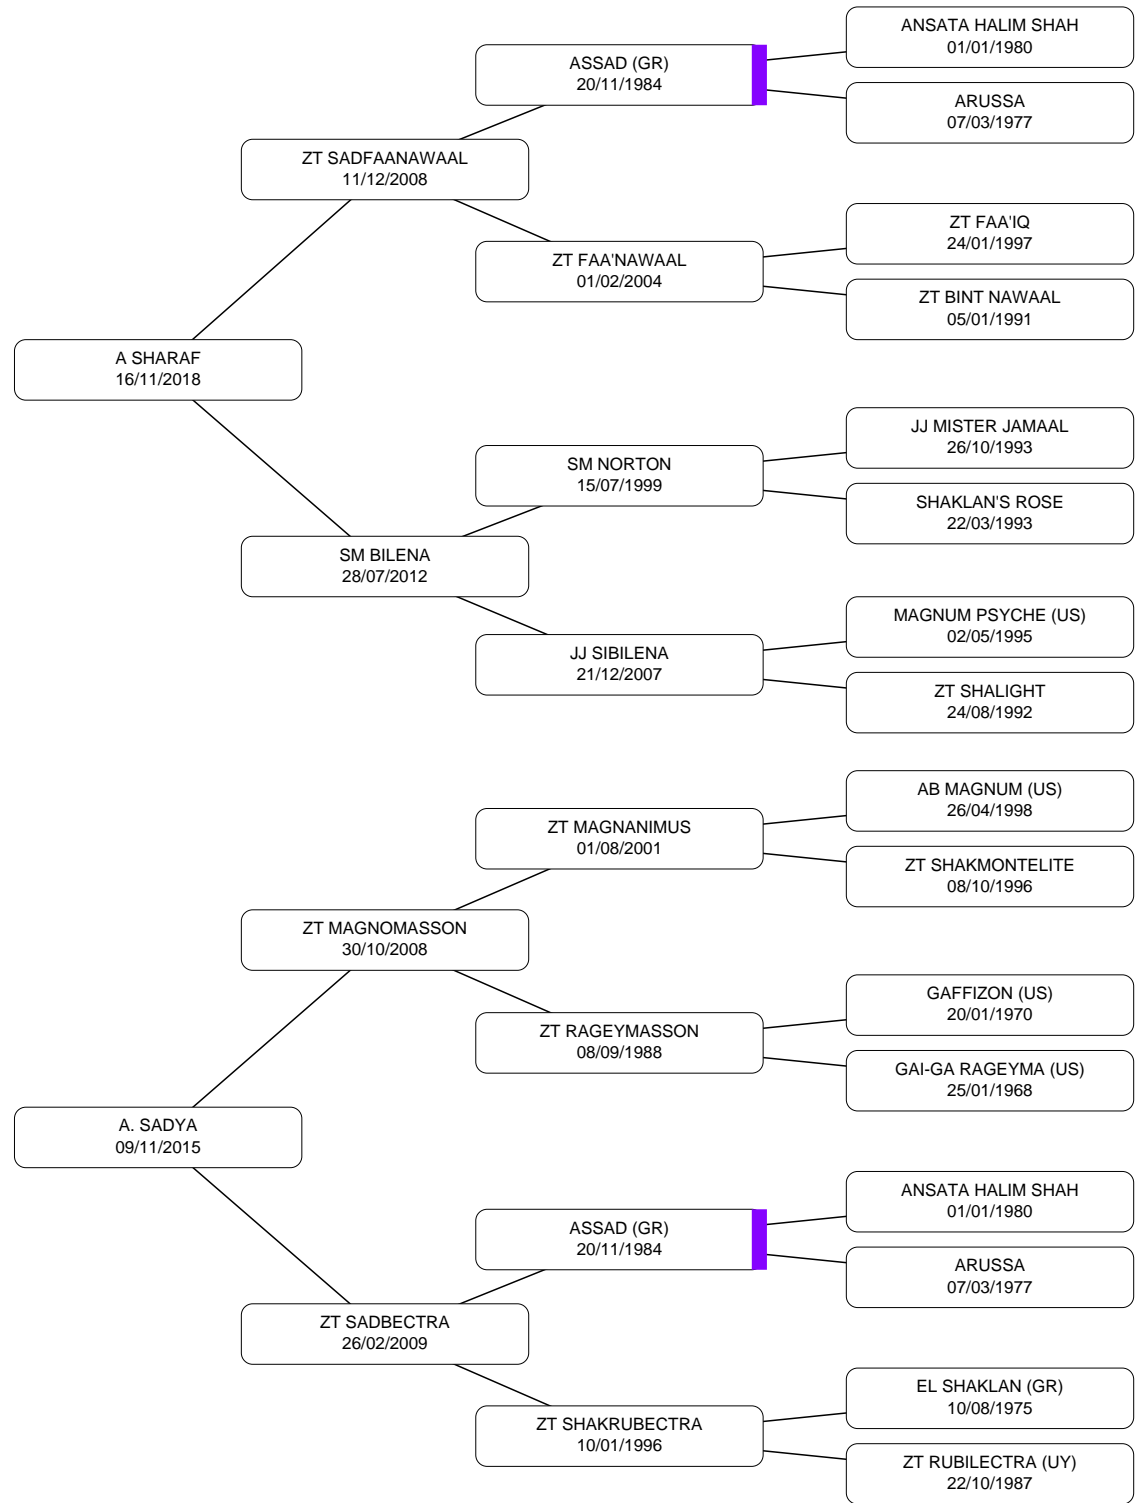 ANSATA HALIM SHAH
01/01/1980
ASSAD (GR)
20/11/1984
ARUSSA
07/03/1977
ZT SADFAANAWAAL
11/12/2008
ZT FAA'IQ
24/01/1997
ZT FAA'NAWAAL
01/02/2004
ZT BINT NAWAAL
05/01/1991
A SHARAF
16/11/2018
JJ MISTER JAMAAL
26/10/1993
SM NORTON
15/07/1999
SHAKLAN'S ROSE
22/03/1993
SM BILENA
28/07/2012
MAGNUM PSYCHE (US)
02/05/1995
JJ SIBILENA
21/12/2007
ZT SHALIGHT
24/08/1992
AB MAGNUM (US)
26/04/1998
ZT MAGNANIMUS
01/08/2001
ZT SHAKMONTELITE
08/10/1996
ZT MAGNOMASSON
30/10/2008
GAFFIZON (US)
20/01/1970
ZT RAGEYMASSON
08/09/1988
GAI-GA RAGEYMA (US)
25/01/1968
A. SADYA
09/11/2015
ANSATA HALIM SHAH
01/01/1980
ASSAD (GR)
20/11/1984
ARUSSA
07/03/1977
ZT SADBECTRA
26/02/2009
EL SHAKLAN (GR)
10/08/1975
ZT SHAKRUBECTRA
10/01/1996
ZT RUBILECTRA (UY)
22/10/1987